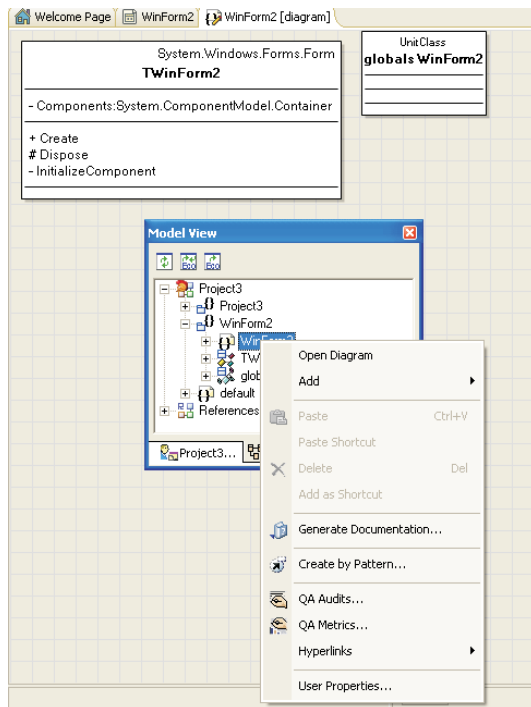 Welcome Page WinForm2 WinForm2 [diagram]
System.Windows.Forms.Form
TWinForm2
- Components:System.ComponentModel.Container
+ Create
# Dispose
- InitializeComponent
UnitClass
globals WinForm2
Model View
Project3
Project3
WinForm2
WinForm2
TW
glob
default
References
Project3...
Open Diagram
Add
Paste Ctrl+V
Paste Shortcut
Delete Del
Add as Shortcut
Generate Documentation...
Create by Pattern...
QA Audits...
QA Metrics...
Hyperlinks
User Properties...